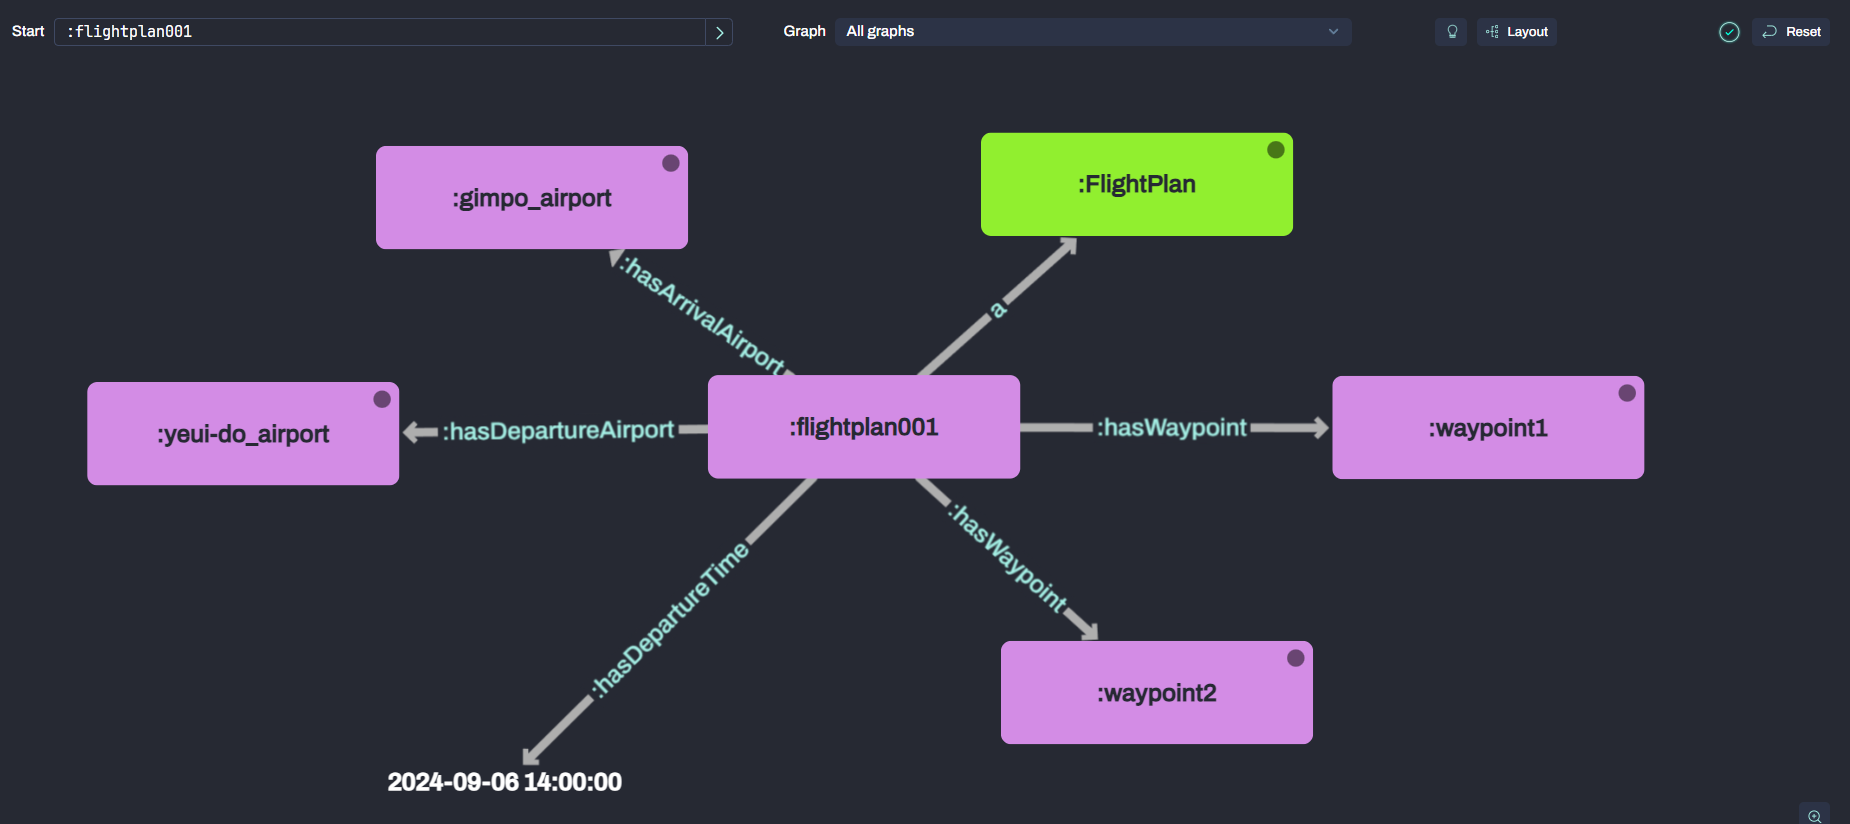 Start :flightplan001 Graph All graphs Layout Reset
:gimpo_airport
:FlightPlan
:hasArrivalAirport
a
:yeui-do_airport
:hasDepartureAirport
:flightplan001
:hasWaypoint
:waypoint1
:hasDepartureTime
:hasWaypoint
:waypoint2
2024-09-06 14:00:00